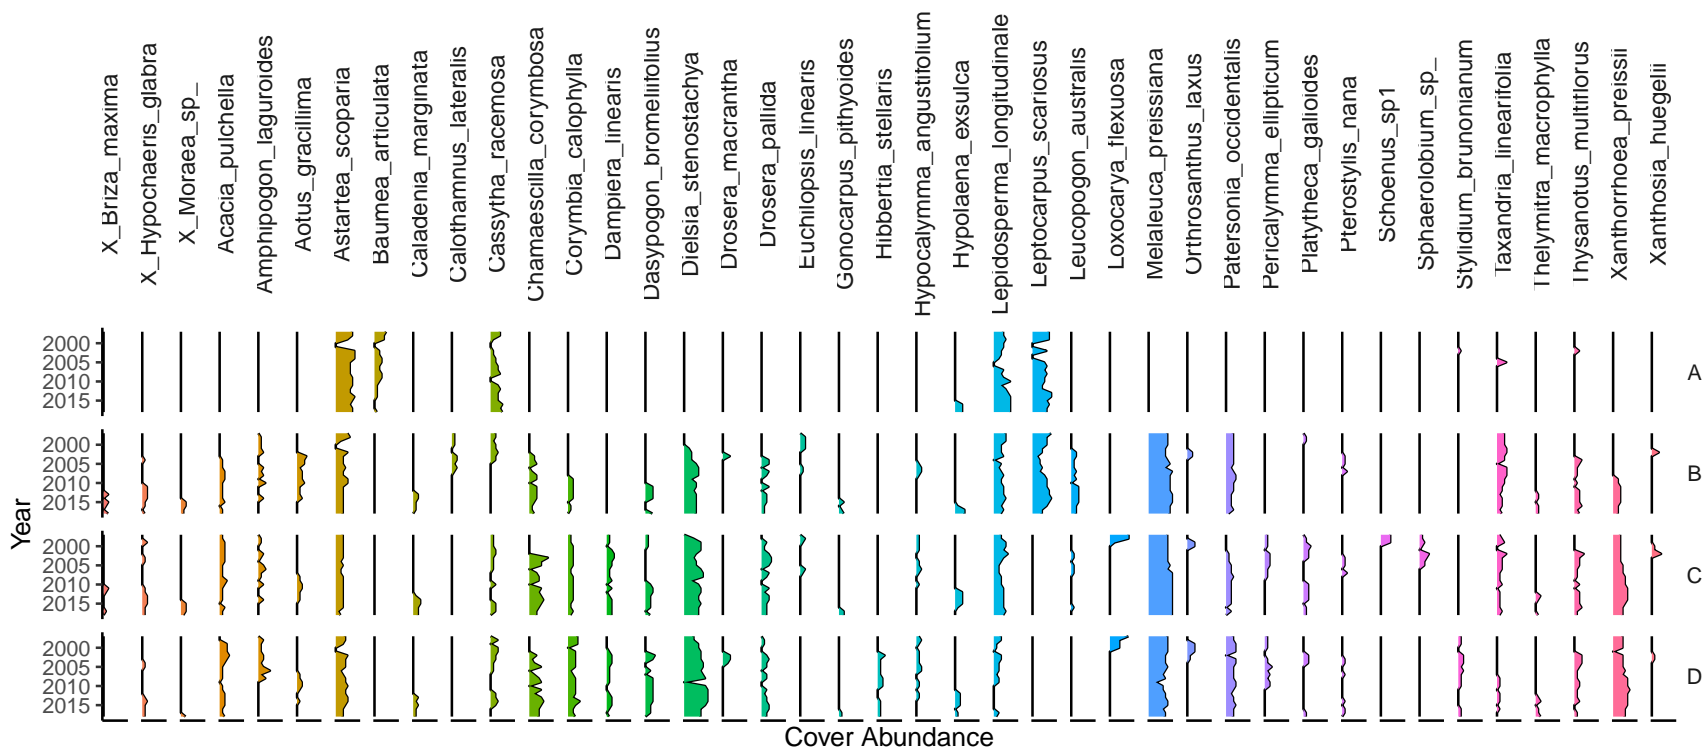 X_Briza_maxima
X_Hypochaeris_glabra
X_Moraea_sp_
Acacia_pulchella
Amphipogon_laguroides
Aotus_gracillima
Astartea_scoparia
Baumea_articulata
Caladenia_marginata
Calothamnus_lateralis
Cassytha_racemosa
Chamaescilla_corymbosa
Corymbia_calophylla
Dampiera_linearis
Dasypogon_bromeliifolius
Dielsia_stenostachya
Drosera_macrantha
Drosera_pallida
Euchilopsis_linearis
Gonocarpus_pithyoides
Hibbertia_stellaris
Hypocalymma_angustifolium
Hypolaena_exsulca
Lepidosperma_longitudinale
Leptocarpus_scariosus
Leucopogon_australis
Loxocarya_flexuosa
Melaleuca_preissiana
Orthrosanthus_laxus
Patersonia_occidentalis
Pericalymma_ellipticum
Platytheca_galioides
Pterostylis_nana
Schoenus_sp1
Sphaerolobium_sp_
Stylidium_brunonianum
Taxandria_linearifolia
Thelymitra_macrophylla
Thysanotus_multiflorus
Xanthorrhoea_preissii
Xanthosia_huegelii
2000
2005
2010
2015
A
2000
2005
2010
2015
B
2000
2005
2010
2015
C
2000
2005
2010
2015
D
Year
Cover Abundance